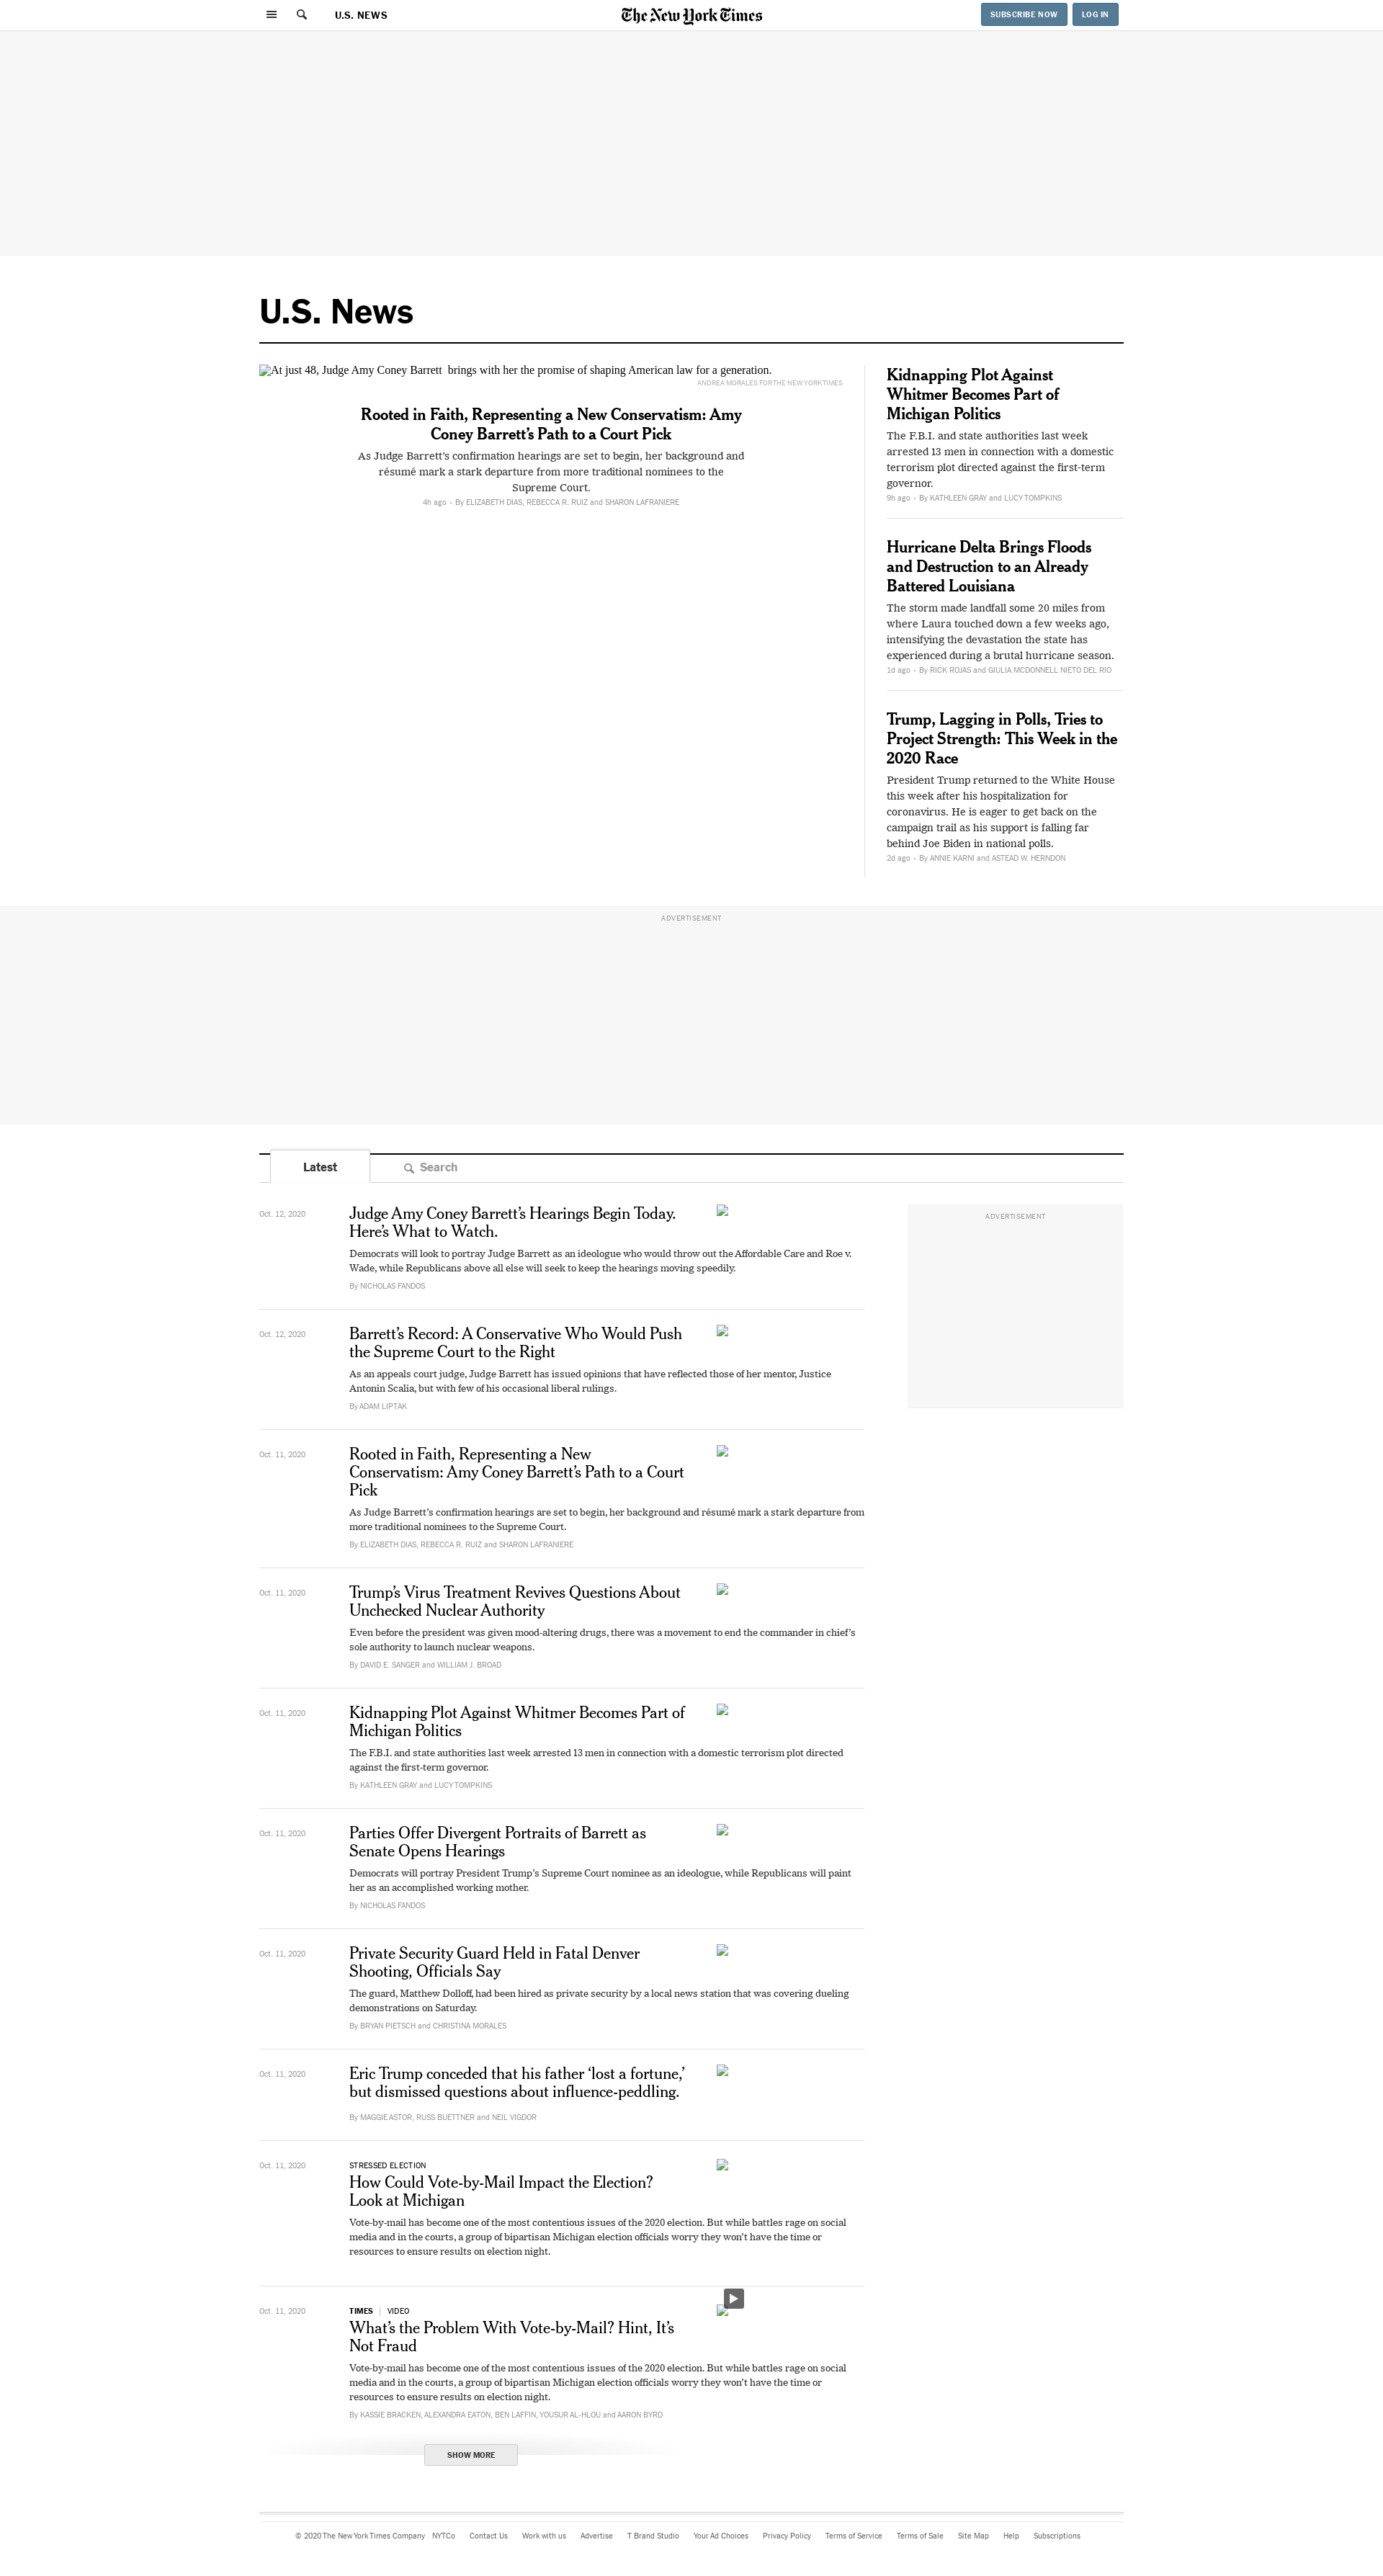 U.S. NEWS
The New York Times
SUBSCRIBE NOW
LOG IN
U.S. News
At just 48, Judge Amy Coney Barrett brings with her the promise of shaping American law for a generation.
ANDREA MORALES FOR THE NEW YORK TIMES
Rooted in Faith, Representing a New Conservatism: Amy
Coney Barrett’s Path to a Court Pick
As Judge Barrett’s confirmation hearings are set to begin, her background and
résumé mark a stark departure from more traditional nominees to the
Supreme Court.
4h ago • By ELIZABETH DIAS, REBECCA R. RUIZ and SHARON LAFRANIERE
Kidnapping Plot Against
Whitmer Becomes Part of
Michigan Politics
The F.B.I. and state authorities last week
arrested 13 men in connection with a domestic
terrorism plot directed against the first-term
governor.
9h ago • By KATHLEEN GRAY and LUCY TOMPKINS
Hurricane Delta Brings Floods
and Destruction to an Already
Battered Louisiana
The storm made landfall some 20 miles from
where Laura touched down a few weeks ago,
intensifying the devastation the state has
experienced during a brutal hurricane season.
1d ago • By RICK ROJAS and GIULIA MCDONNELL NIETO DEL RIO
Trump, Lagging in Polls, Tries to
Project Strength: This Week in the
2020 Race
President Trump returned to the White House
this week after his hospitalization for
coronavirus. He is eager to get back on the
campaign trail as his support is falling far
behind Joe Biden in national polls.
2d ago • By ANNIE KARNI and ASTEAD W. HERNDON
ADVERTISEMENT
Latest
Search
ADVERTISEMENT
Oct. 12, 2020
Judge Amy Coney Barrett’s Hearings Begin Today.
Here’s What to Watch.
Democrats will look to portray Judge Barrett as an ideologue who would throw out the Affordable Care and Roe v.
Wade, while Republicans above all else will seek to keep the hearings moving speedily.
By NICHOLAS FANDOS
Oct. 12, 2020
Barrett’s Record: A Conservative Who Would Push
the Supreme Court to the Right
As an appeals court judge, Judge Barrett has issued opinions that have reflected those of her mentor, Justice
Antonin Scalia, but with few of his occasional liberal rulings.
By ADAM LIPTAK
Oct. 11, 2020
Rooted in Faith, Representing a New
Conservatism: Amy Coney Barrett’s Path to a Court
Pick
As Judge Barrett’s confirmation hearings are set to begin, her background and résumé mark a stark departure from
more traditional nominees to the Supreme Court.
By ELIZABETH DIAS, REBECCA R. RUIZ and SHARON LAFRANIERE
Oct. 11, 2020
Trump’s Virus Treatment Revives Questions About
Unchecked Nuclear Authority
Even before the president was given mood-altering drugs, there was a movement to end the commander in chief’s
sole authority to launch nuclear weapons.
By DAVID E. SANGER and WILLIAM J. BROAD
Oct. 11, 2020
Kidnapping Plot Against Whitmer Becomes Part of
Michigan Politics
The F.B.I. and state authorities last week arrested 13 men in connection with a domestic terrorism plot directed
against the first-term governor.
By KATHLEEN GRAY and LUCY TOMPKINS
Oct. 11, 2020
Parties Offer Divergent Portraits of Barrett as
Senate Opens Hearings
Democrats will portray President Trump’s Supreme Court nominee as an ideologue, while Republicans will paint
her as an accomplished working mother.
By NICHOLAS FANDOS
Oct. 11, 2020
Private Security Guard Held in Fatal Denver
Shooting, Officials Say
The guard, Matthew Dolloff, had been hired as private security by a local news station that was covering dueling
demonstrations on Saturday.
By BRYAN PIETSCH and CHRISTINA MORALES
Oct. 11, 2020
Eric Trump conceded that his father ‘lost a fortune,’
but dismissed questions about influence-peddling.
By MAGGIE ASTOR, RUSS BUETTNER and NEIL VIGDOR
Oct. 11, 2020
STRESSED ELECTION
How Could Vote-by-Mail Impact the Election?
Look at Michigan
Vote-by-mail has become one of the most contentious issues of the 2020 election. But while battles rage on social
media and in the courts, a group of bipartisan Michigan election officials worry they won’t have the time or
resources to ensure results on election night.
Oct. 11, 2020
TIMES | VIDEO
What’s the Problem With Vote-by-Mail? Hint, It’s
Not Fraud
Vote-by-mail has become one of the most contentious issues of the 2020 election. But while battles rage on social
media and in the courts, a group of bipartisan Michigan election officials worry they won’t have the time or
resources to ensure results on election night.
By KASSIE BRACKEN, ALEXANDRA EATON, BEN LAFFIN, YOUSUR AL-HLOU and AARON BYRD
SHOW MORE
© 2020 The New York Times Company NYTCo Contact Us Work with us Advertise T Brand Studio Your Ad Choices Privacy Policy Terms of Service Terms of Sale Site Map Help Subscriptions